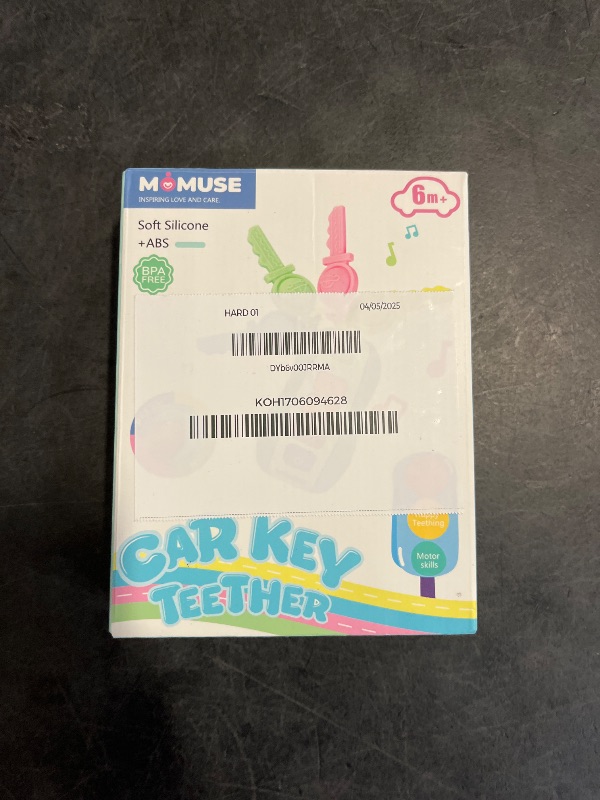 MOMUSE
INSPIRING LOVE AND CARE
6m+
Soft Silicone
+ABS
BPA
FREE
HARD 01
04/05/2025
KOH1706094628
Teething
Motor
skills
CAR KEY
TEETHER